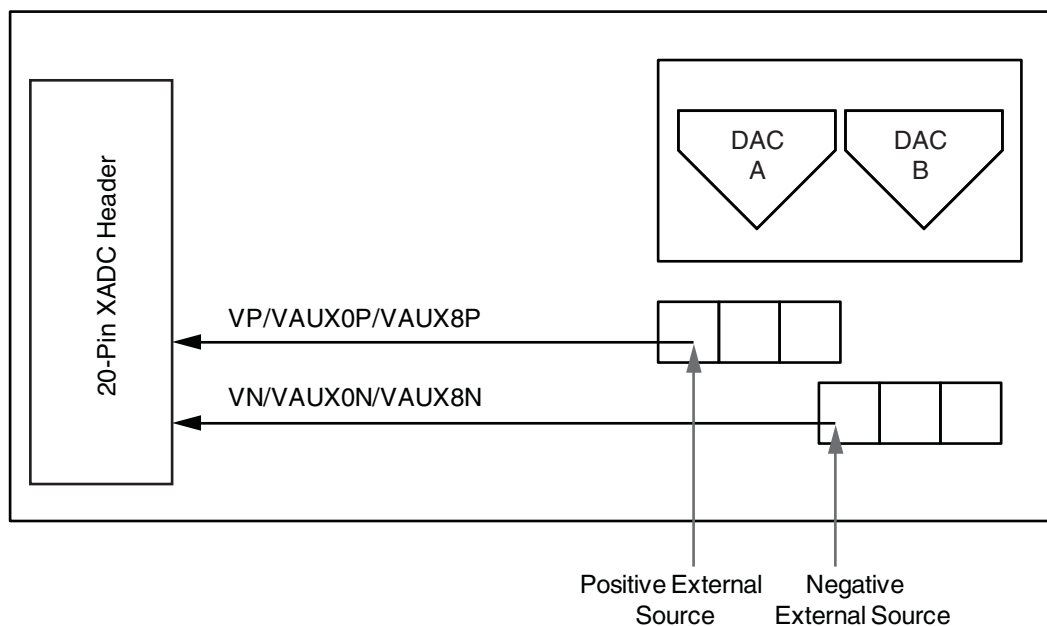 20-Pin XADC Header
DAC
A
DAC
B
VP/VAUX0P/VAUX8P
VN/VAUX0N/VAUX8N
Positive External
Source
Negative
External Source